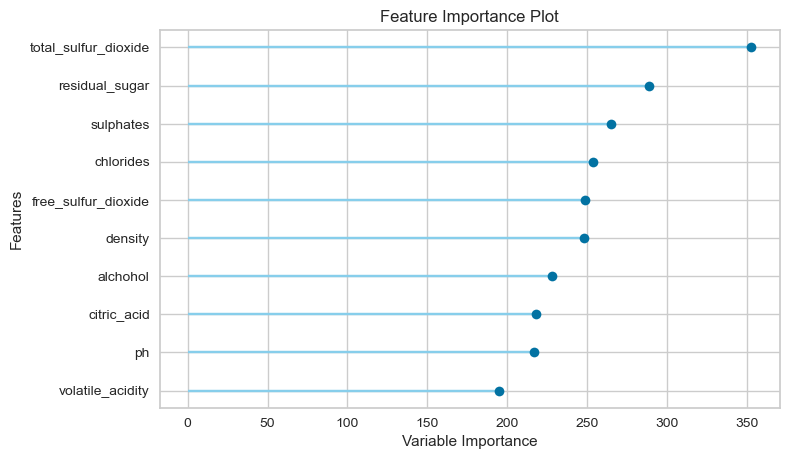 Feature Importance Plot
total_sulfur_dioxide
residual_sugar
sulphates
chlorides
free_sulfur_dioxide
density
alchohol
citric_acid
ph
volatile_acidity
Features
0 50 100 150 200 250 300 350
Variable Importance